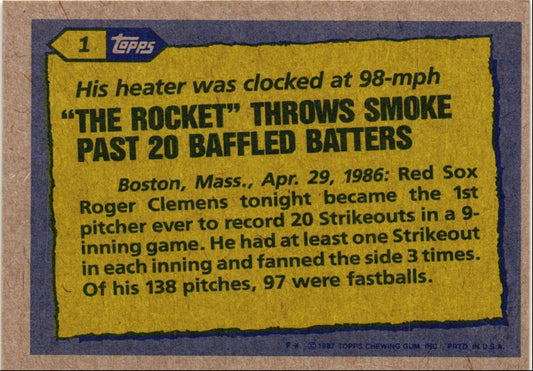 1 Topps
His heater was clocked at 98-mph
"THE ROCKET" THROWS SMOKE
PAST 20 BAFFLED BATTERS
Boston, Mass., Apr. 29, 1986: Red Sox
Roger Clemens tonight became the 1st
pitcher ever to record 20 Strikeouts in a 9-
inning game. He had at least one Strikeout
in each inning and fanned the side 3 times.
Of his 138 pitches, 97 were fastballs.
© 1987 TOPPS CHEWING GUM, INC. PRTD. IN U.S.A.